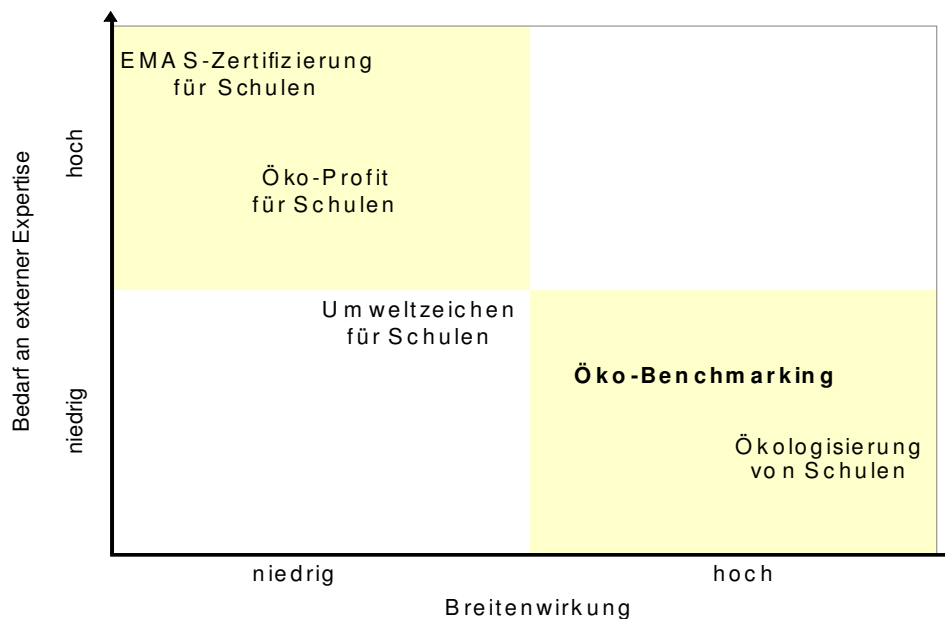 EMAS-Zertifizierung
für Schulen
hoch
Öko-Profit
für Schulen
Bedarf an externer Expertise
Umweltzeichen
für Schulen
Öko-Benchmarking
niedrig
Ökologisierung
von Schulen
niedrig
hoch
Breitenwirkung